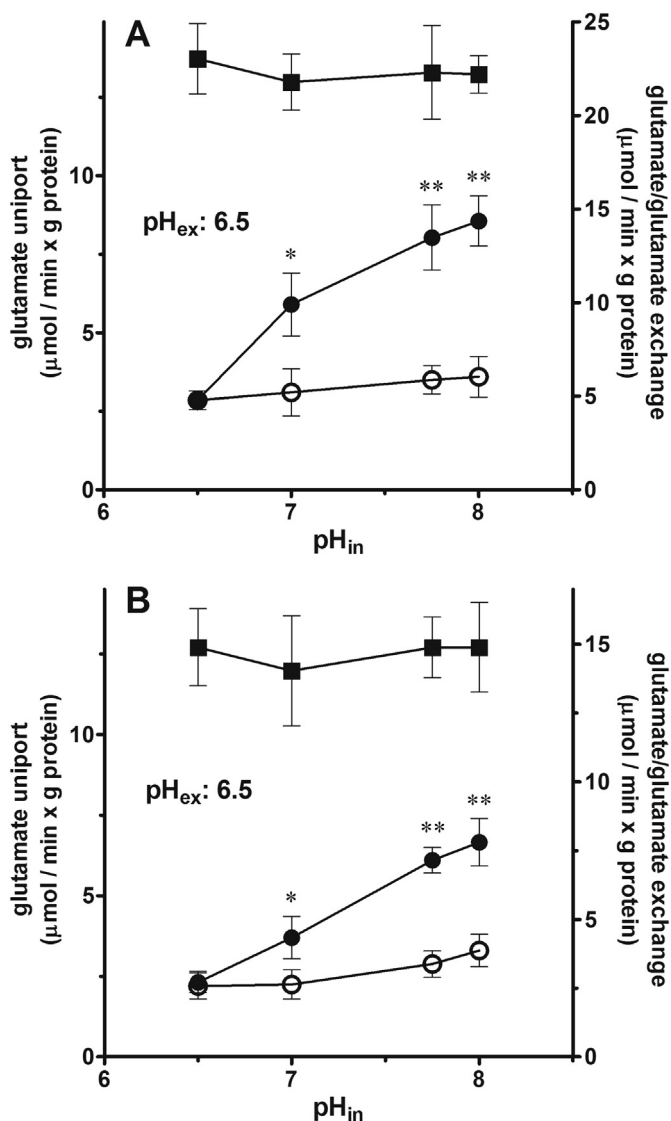 A
glutamate uniport
(μmol / min x g protein)
10
5
0
25
20
15
10
5
0
glutamate/glutamate exchange
(μmol / min x g protein)
pHex: 6.5
*
**
**
6
7
8
pHin
B
glutamate uniport
(μmol / min x g protein)
10
5
0
15
10
5
0
glutamate/glutamate exchange
(μmol / min x g protein)
pHex: 6.5
*
**
**
6
7
8
pHin